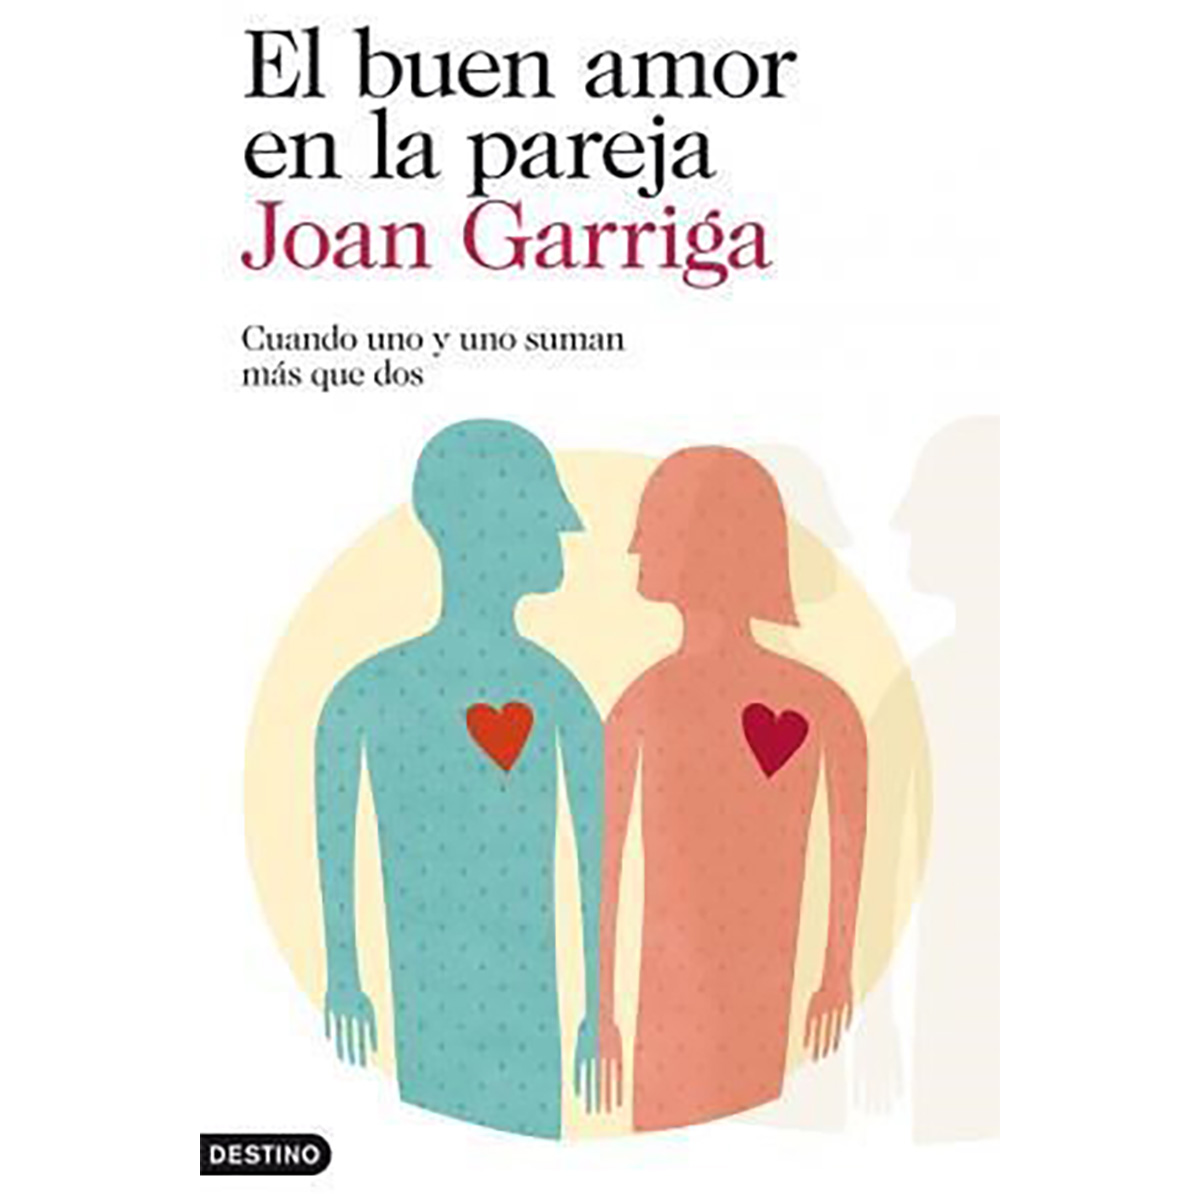 El buen amor
en la pareja
Joan Garriga
Cuando uno y uno suman
más que dos
DESTINO